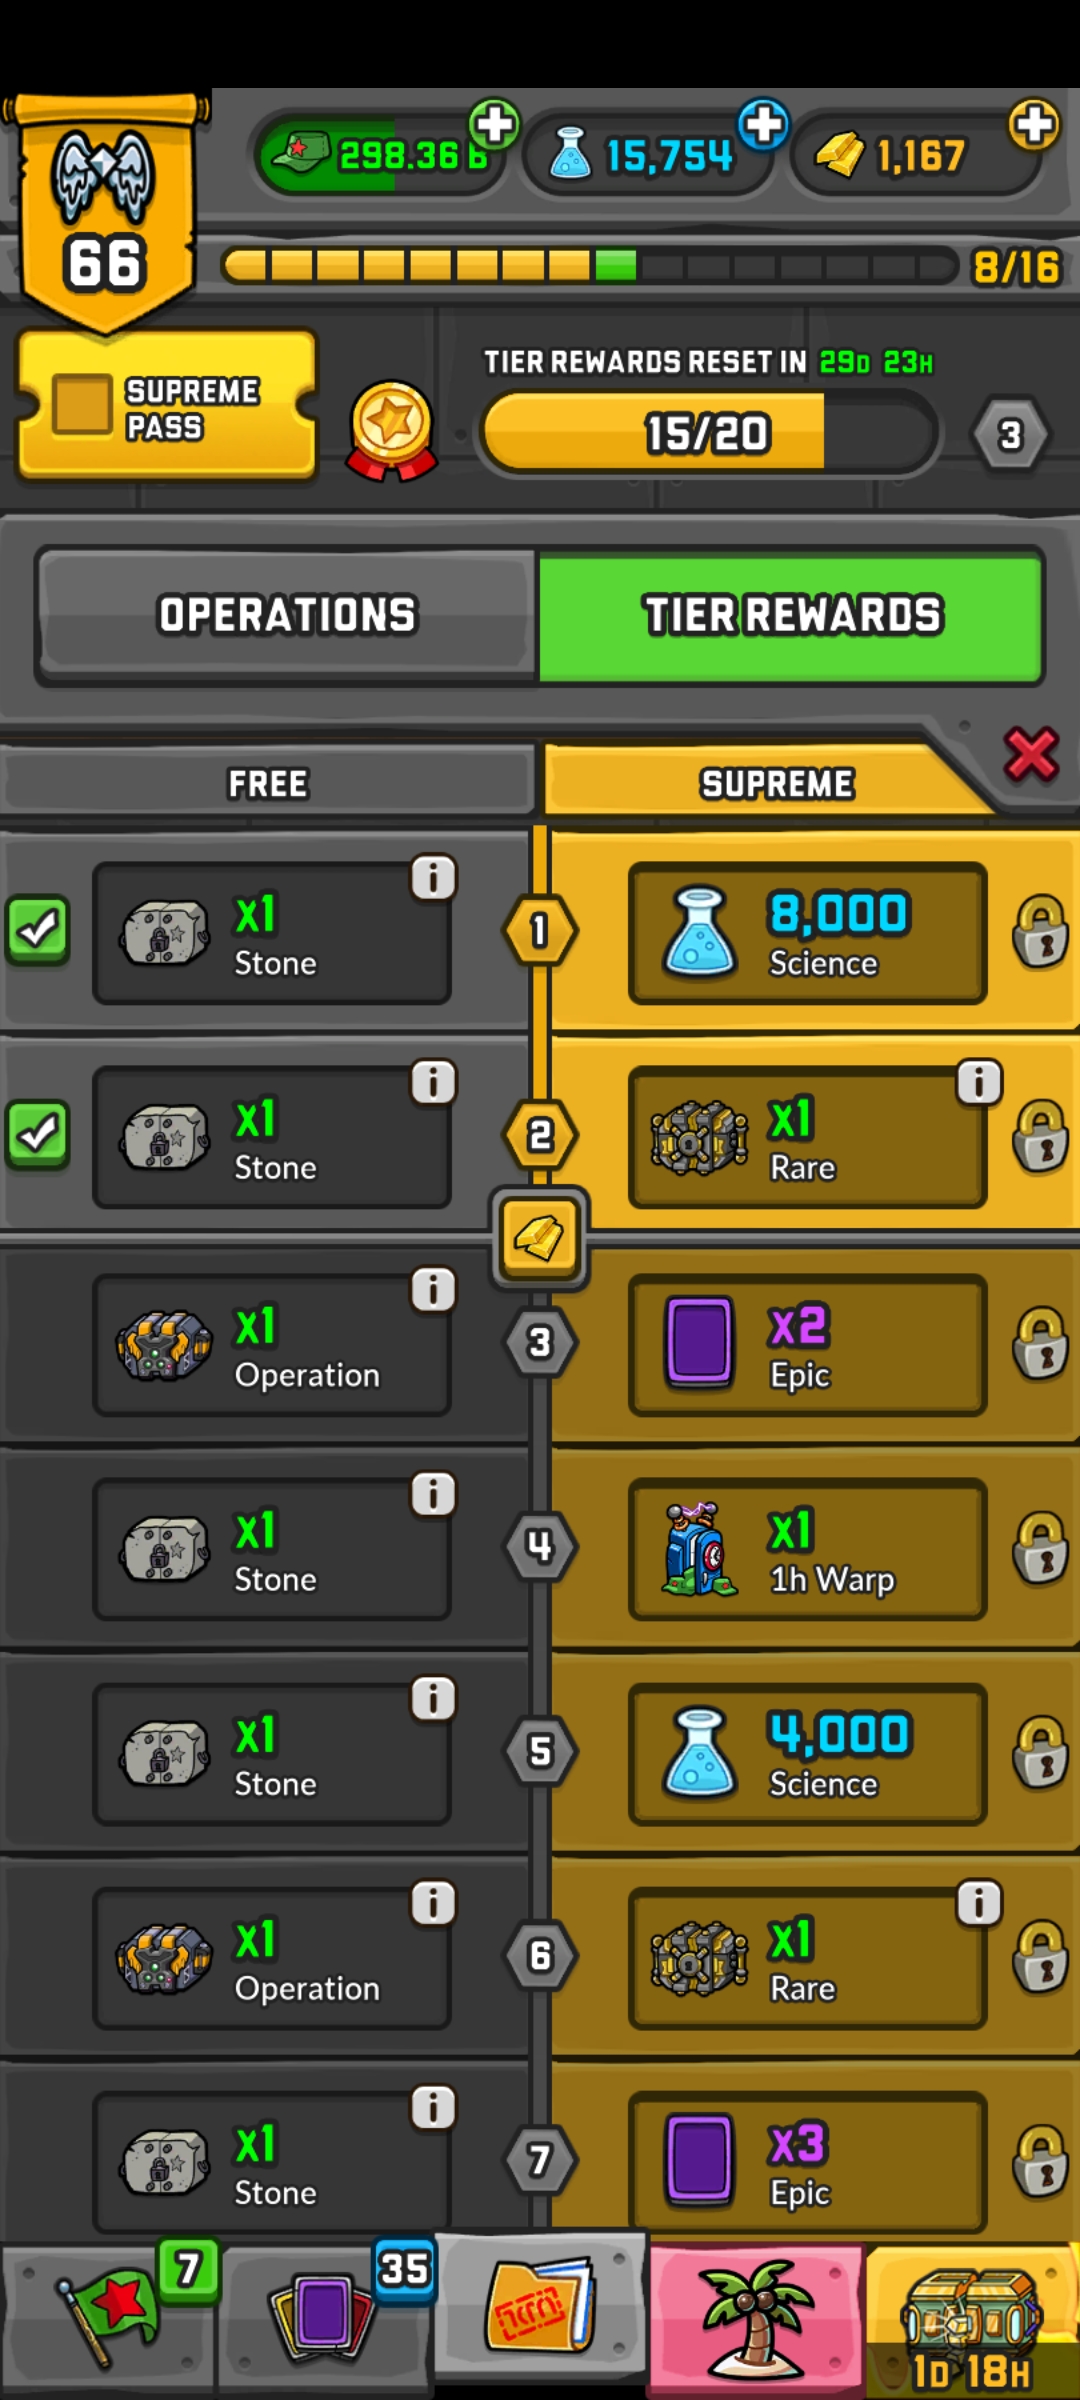 298.36 B
15,754
1,167
66
8/16
SUPREME
PASS
TIER REWARDS RESET IN 29D 23H
15/20
3
OPERATIONS
TIER REWARDS
FREE
SUPREME
X1
Stone
1
8,000
Science
X1
Stone
2
X1
Rare
X1
Operation
3
X2
Epic
X1
Stone
4
X1
1h Warp
X1
Stone
5
4,000
Science
X1
Operation
6
X1
Rare
X1
Stone
7
X3
Epic
7
35
1D 18H